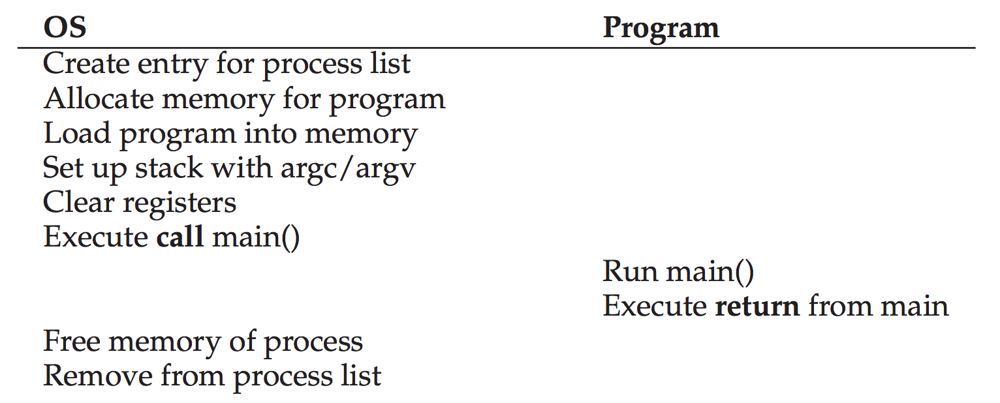 OS Program
Create entry for process list
Allocate memory for program
Load program into memory
Set up stack with argc/argv
Clear registers
Execute call main()
Run main()
Execute return from main
Free memory of process
Remove from process list